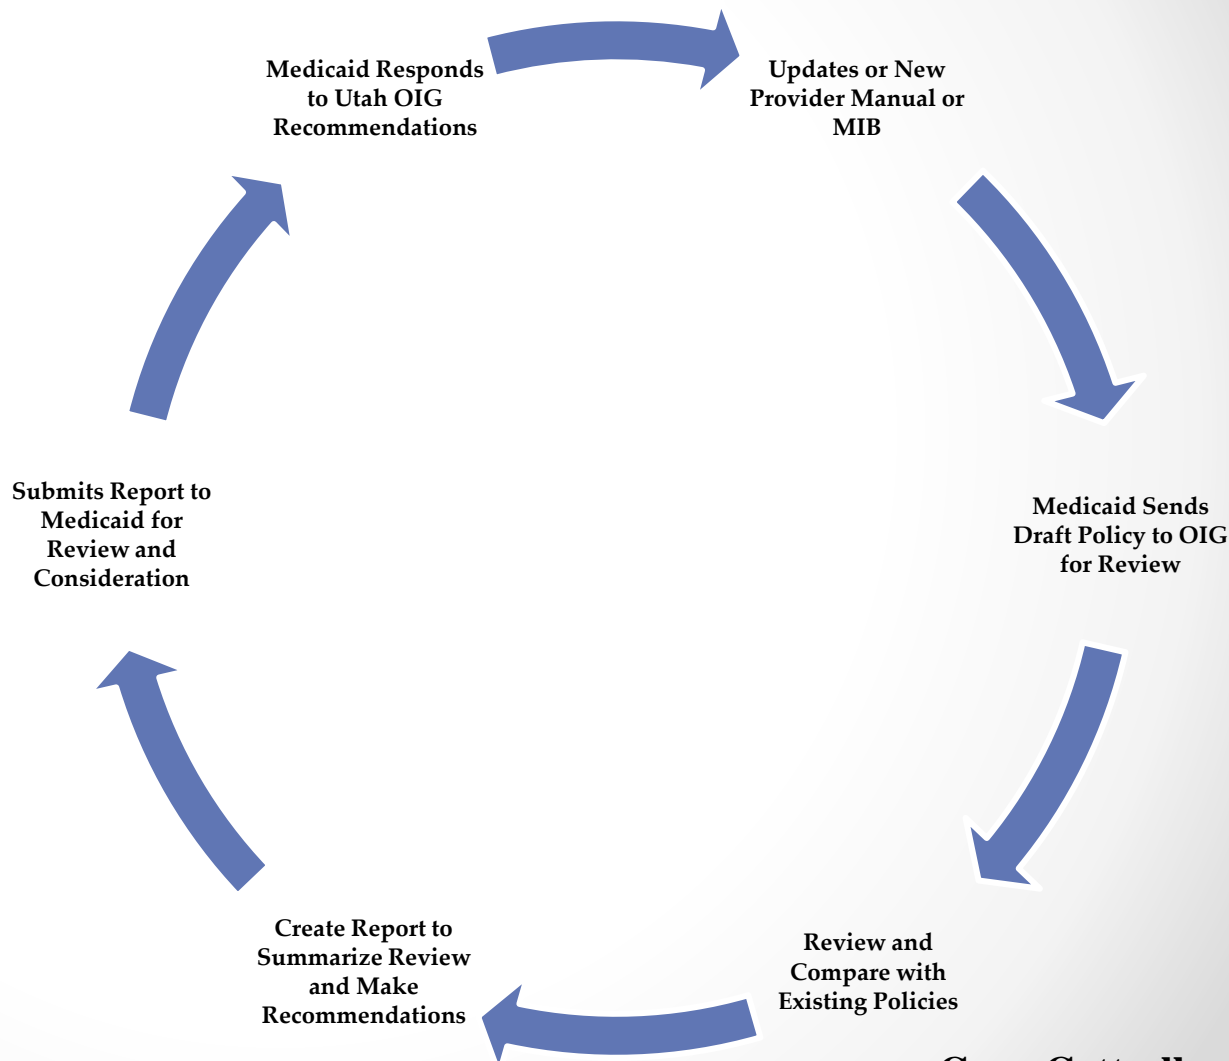 Medicaid Responds
to Utah OIG
Recommendations
Updates or New
Provider Manual or
MIB
Medicaid Sends
Draft Policy to OIG
for Review
Review and
Compare with
Existing Policies
Create Report to
Summarize Review
and Make
Recommendations
Submits Report to
Medicaid for
Review and
Consideration